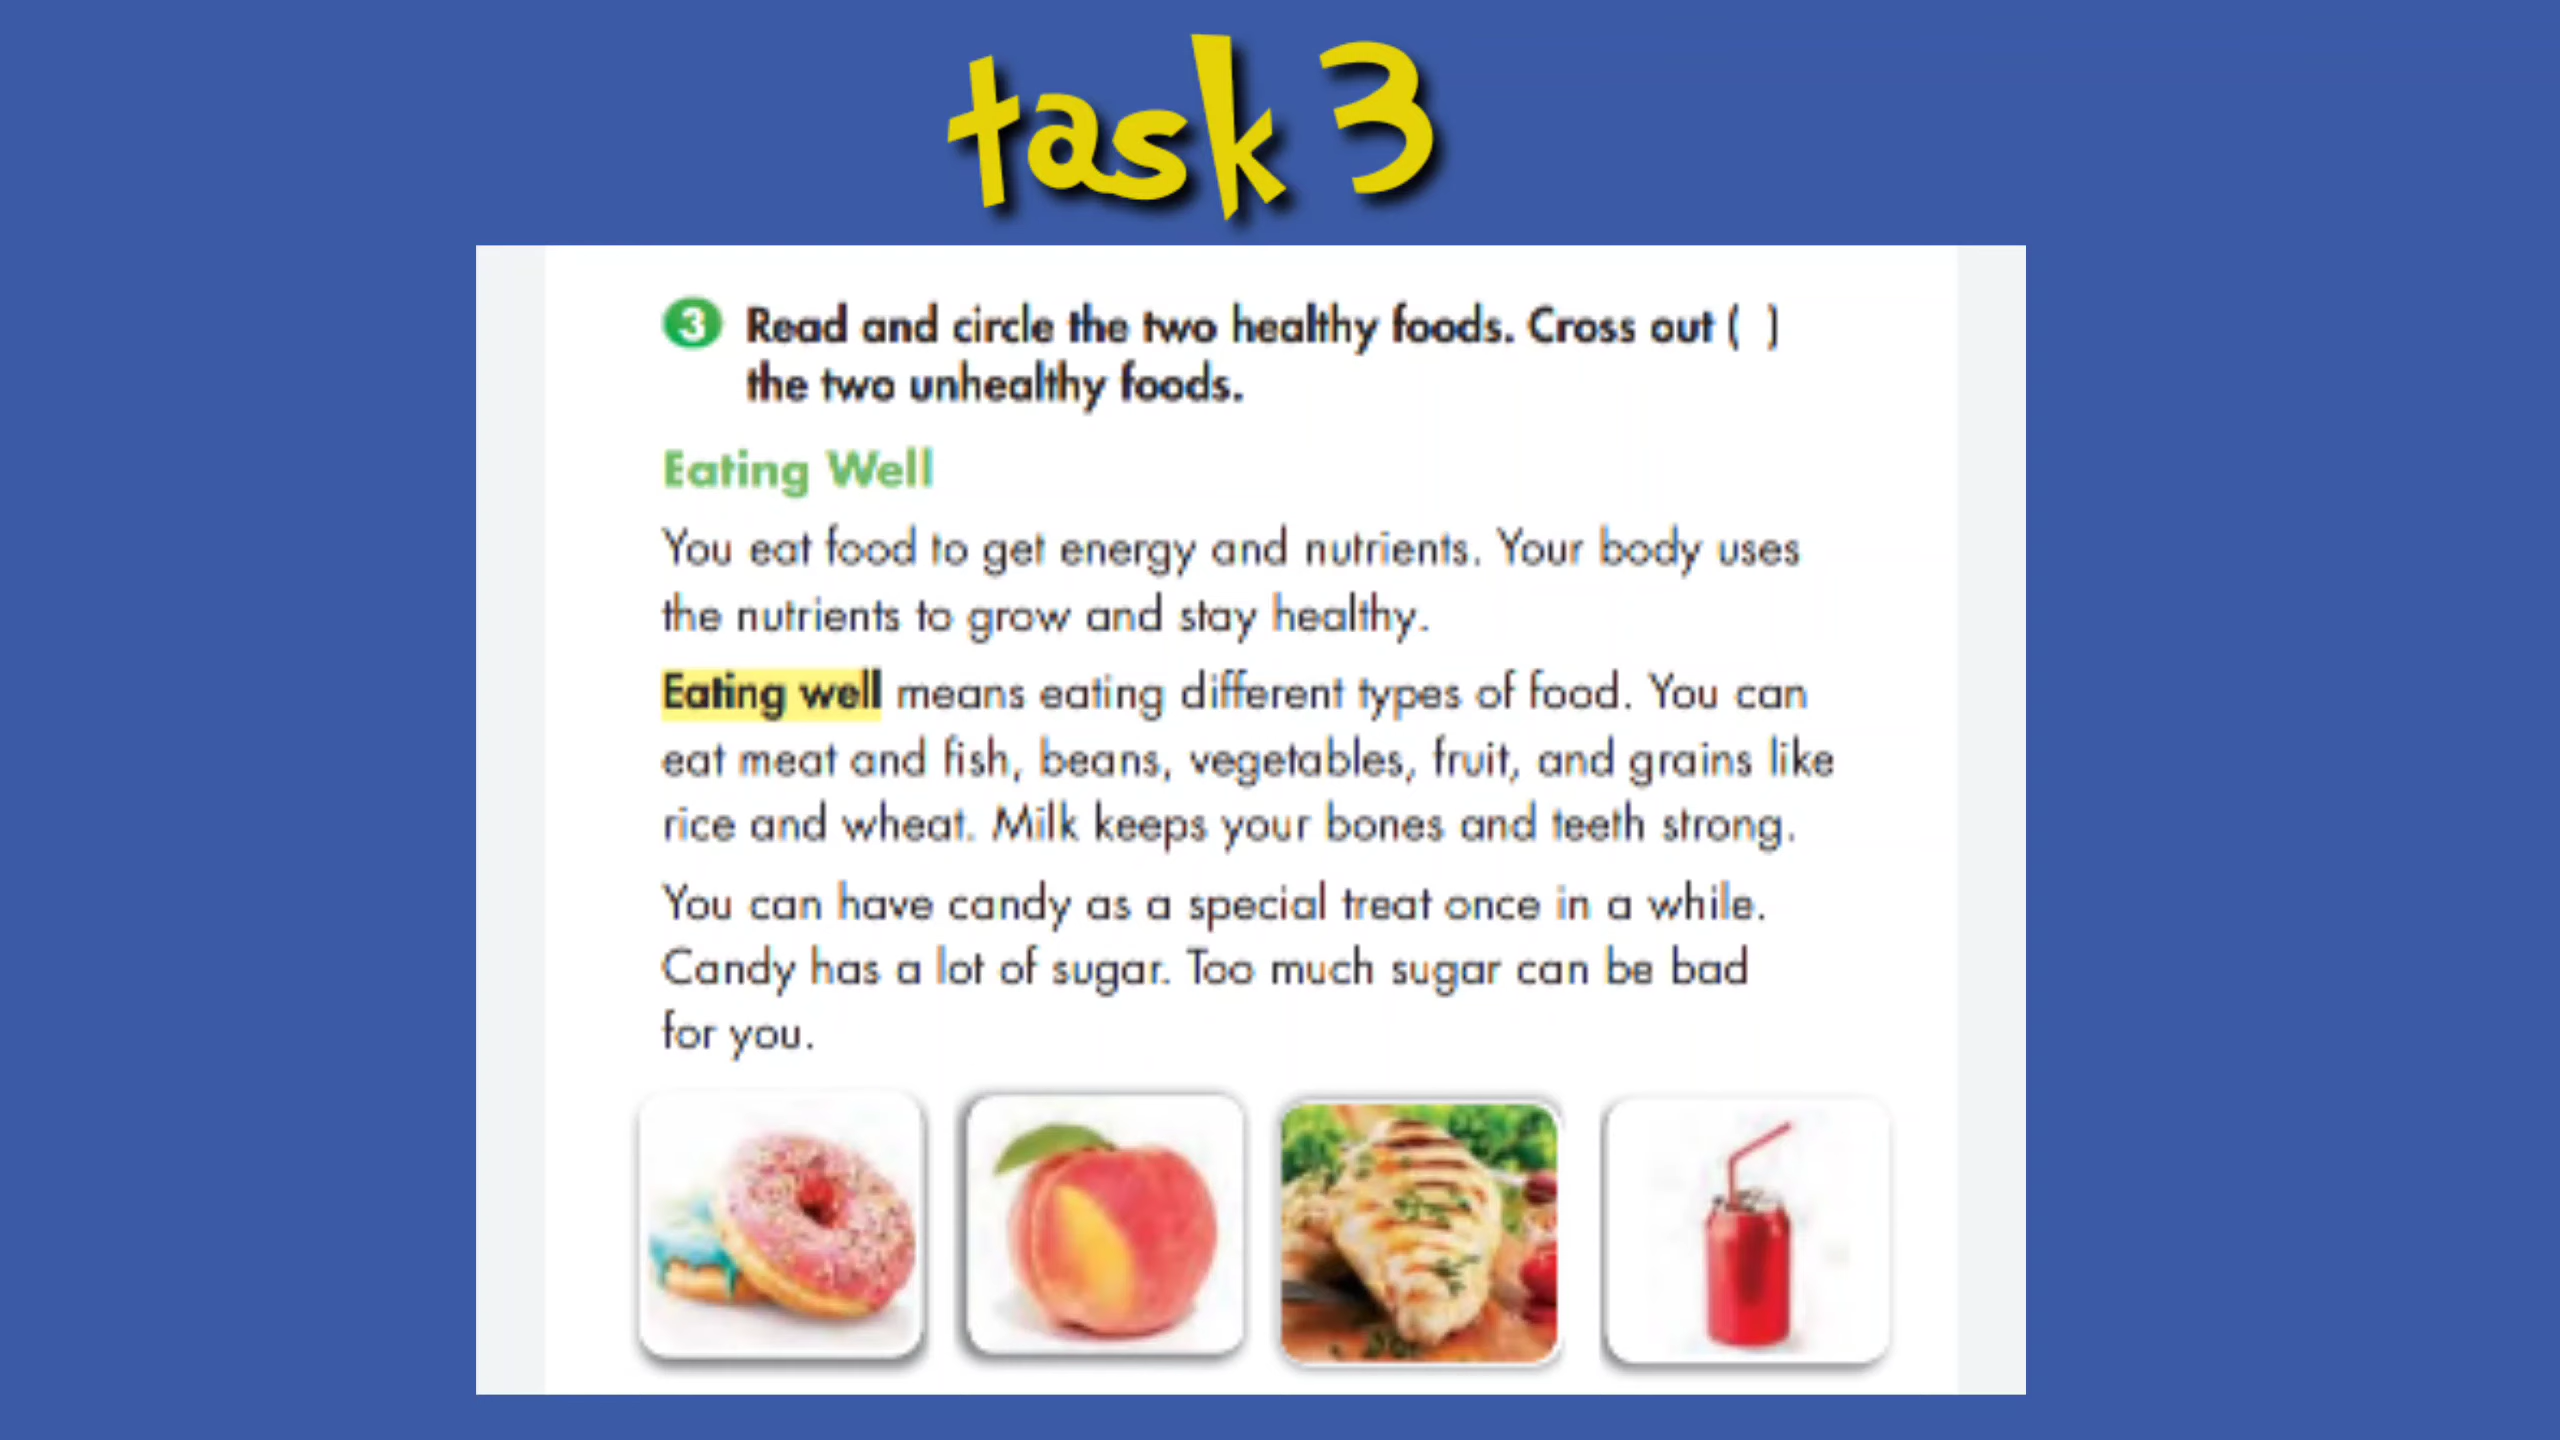 task 3
3 Read and circle the two healthy foods. Cross out ( )
the two unhealthy foods.
Eating Well
You eat food to get energy and nutrients. Your body uses
the nutrients to grow and stay healthy.
Eating well means eating different types of food. You can
eat meat and fish, beans, vegetables, fruit, and grains like
rice and wheat. Milk keeps your bones and teeth strong.
You can have candy as a special treat once in a while.
Candy has a lot of sugar. Too much sugar can be bad
for you.